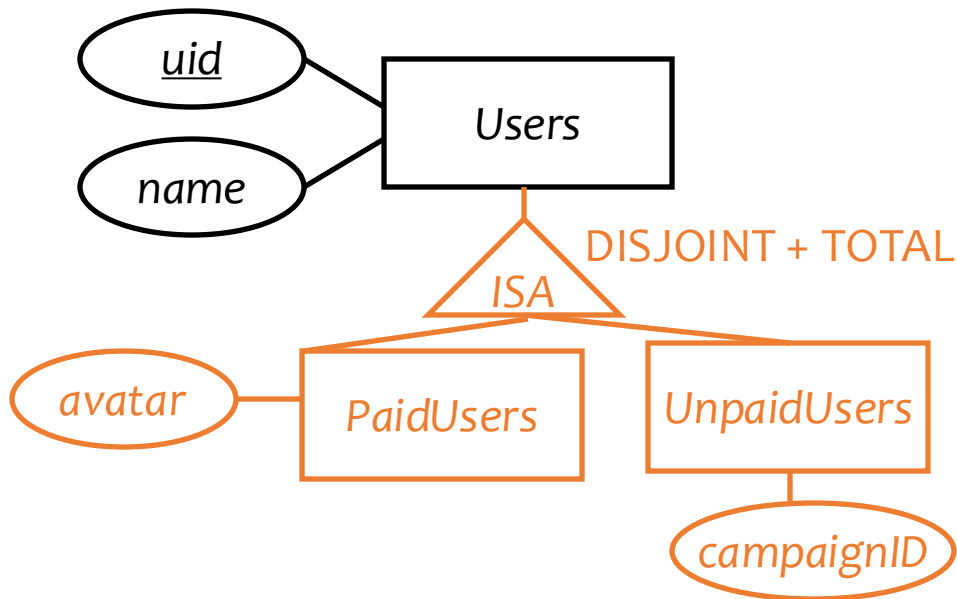 uid
Users
name
DISJOINT + TOTAL
ISA
avatar
PaidUsers
UnpaidUsers
campaignID